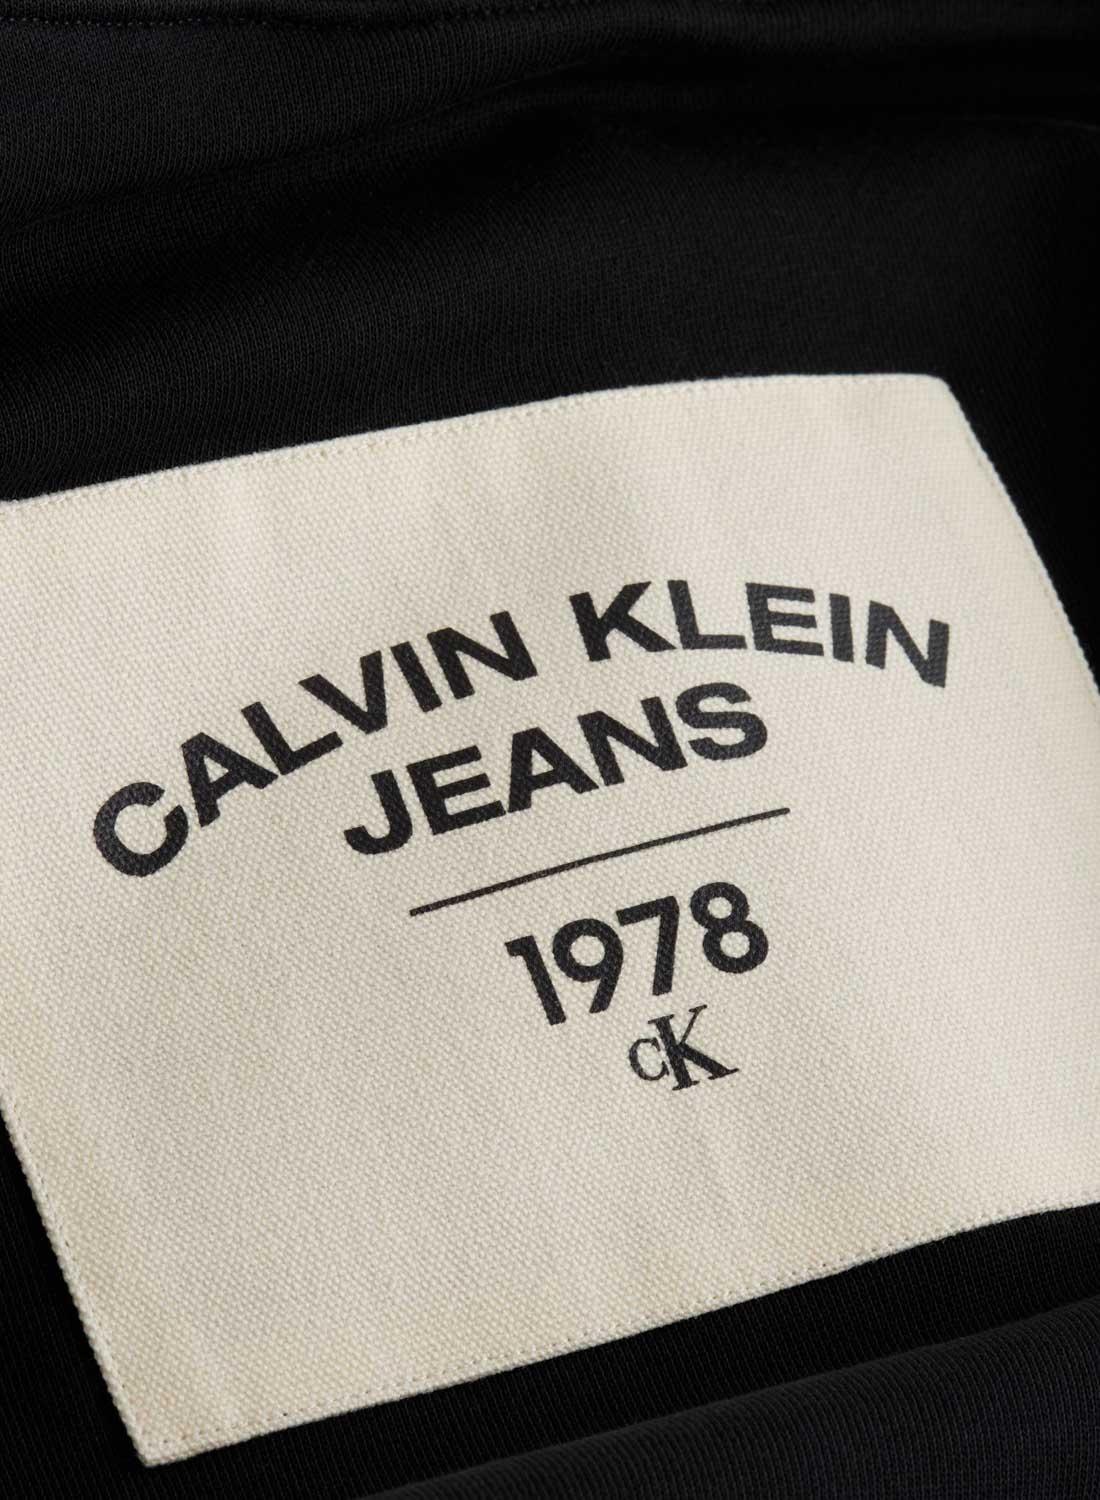 CALVIN KLEIN
JEANS
1978
CK